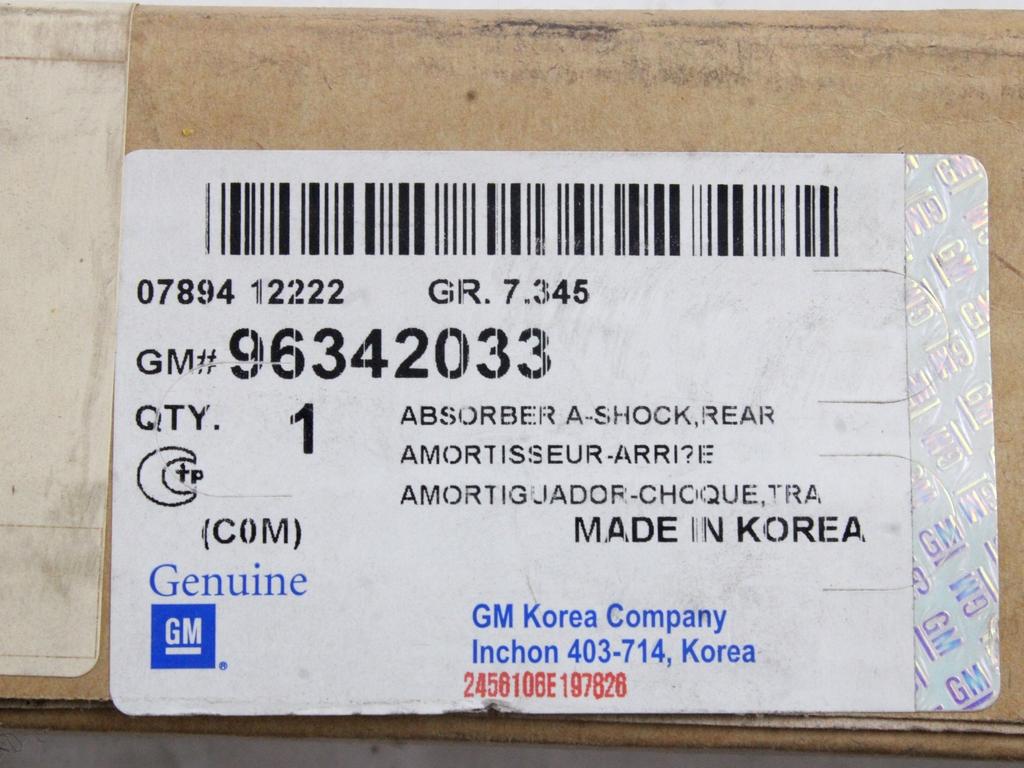 07894 12222 GR. 7.345
GM# 96342033
QTY. 1 ABSORBER A-SHOCK,REAR
AMORTISSEUR-ARRI?E
AMORTIGUADOR-CHOQUE,TRA
(COM) MADE IN KOREA
Genuine
GM
®
GM Korea Company
Inchon 403-714, Korea
2456106E197826